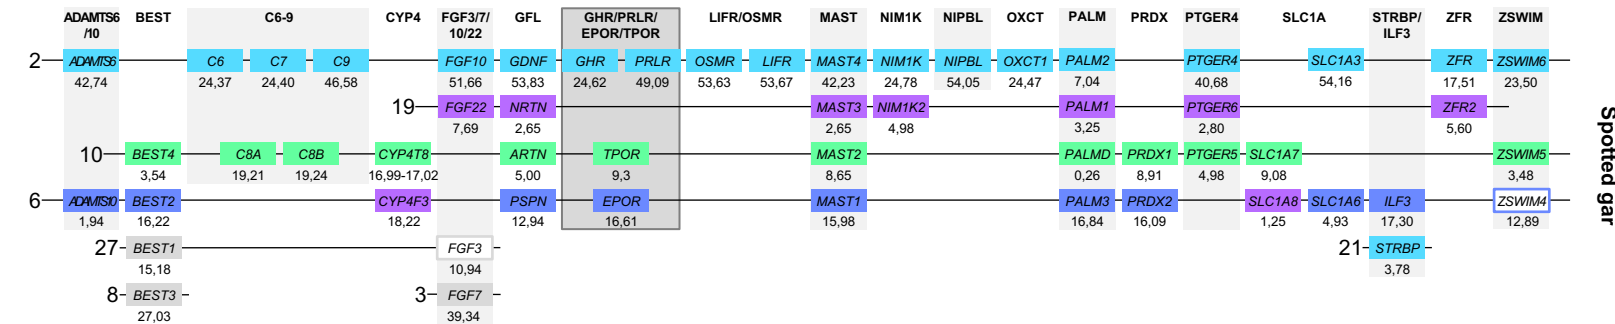 ADAMTS6 BEST C6-9 CYP4 FGF3/7/ GFL GHR/PRLR/ LIFR/OSMR MAST NIM1K NIPBL OXCT PALM PRDX PTGER4 SLC1A STRBP/ ZFR ZSWIM
/10 10/22 EPOR/TPOR ILF3
2 ADAMTS6 C6 C7 C9 FGF10 GDNF GHR PRLR OSMR LIFR MAST4 NIM1K NIPBL OXCT1 PALM2 PTGER4 SLC1A3 ZFR ZSWIM6
42,74 24,37 24,40 46,58 51,66 53,83 24,62 49,09 53,63 53,67 42,23 24,78 54,05 24,47 7,04 40,68 54,16 17,51 23,50
19 FGF22 NRTN MAST3 NIM1K2 PALM1 PTGER6 ZFR2
7,69 2,65 2,65 4,98 3,25 2,80 5,60
10 BEST4 C8A C8B CYP4T8 ARTN TPOR MAST2 PALMD PRDX1 PTGER5 SLC1A7 ZSWIM5
3,54 19,21 19,24 16,99-17,02 5,00 9,3 8,65 0,26 8,91 4,98 9,08 3,48
6 ADAMTS10 BEST2 CYP4F3 PSPN EPOR MAST1 PALM3 PRDX2 SLC1A8 SLC1A6 ILF3 ZSWIM4
1,94 16,22 18,22 12,94 16,61 15,98 16,84 16,09 1,25 4,93 17,30 12,89
27 BEST1 FGF3 21 STRBP
15,18 10,94 3,78
8 BEST3 3 FGF7
27,03 39,34
Spotted gar